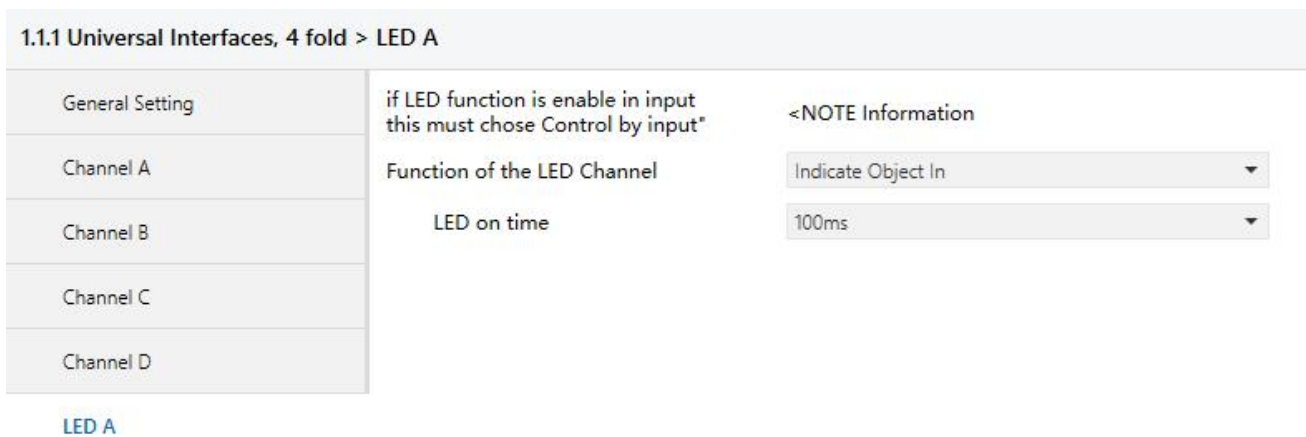 1.1.1 Universal Interfaces, 4 fold > LED A
General Setting
Channel A
Channel B
Channel C
Channel D
LED A
if LED function is enable in input
this must chose Control by input"
<NOTE Information
Function of the LED Channel
Indicate Object In
LED on time
100ms